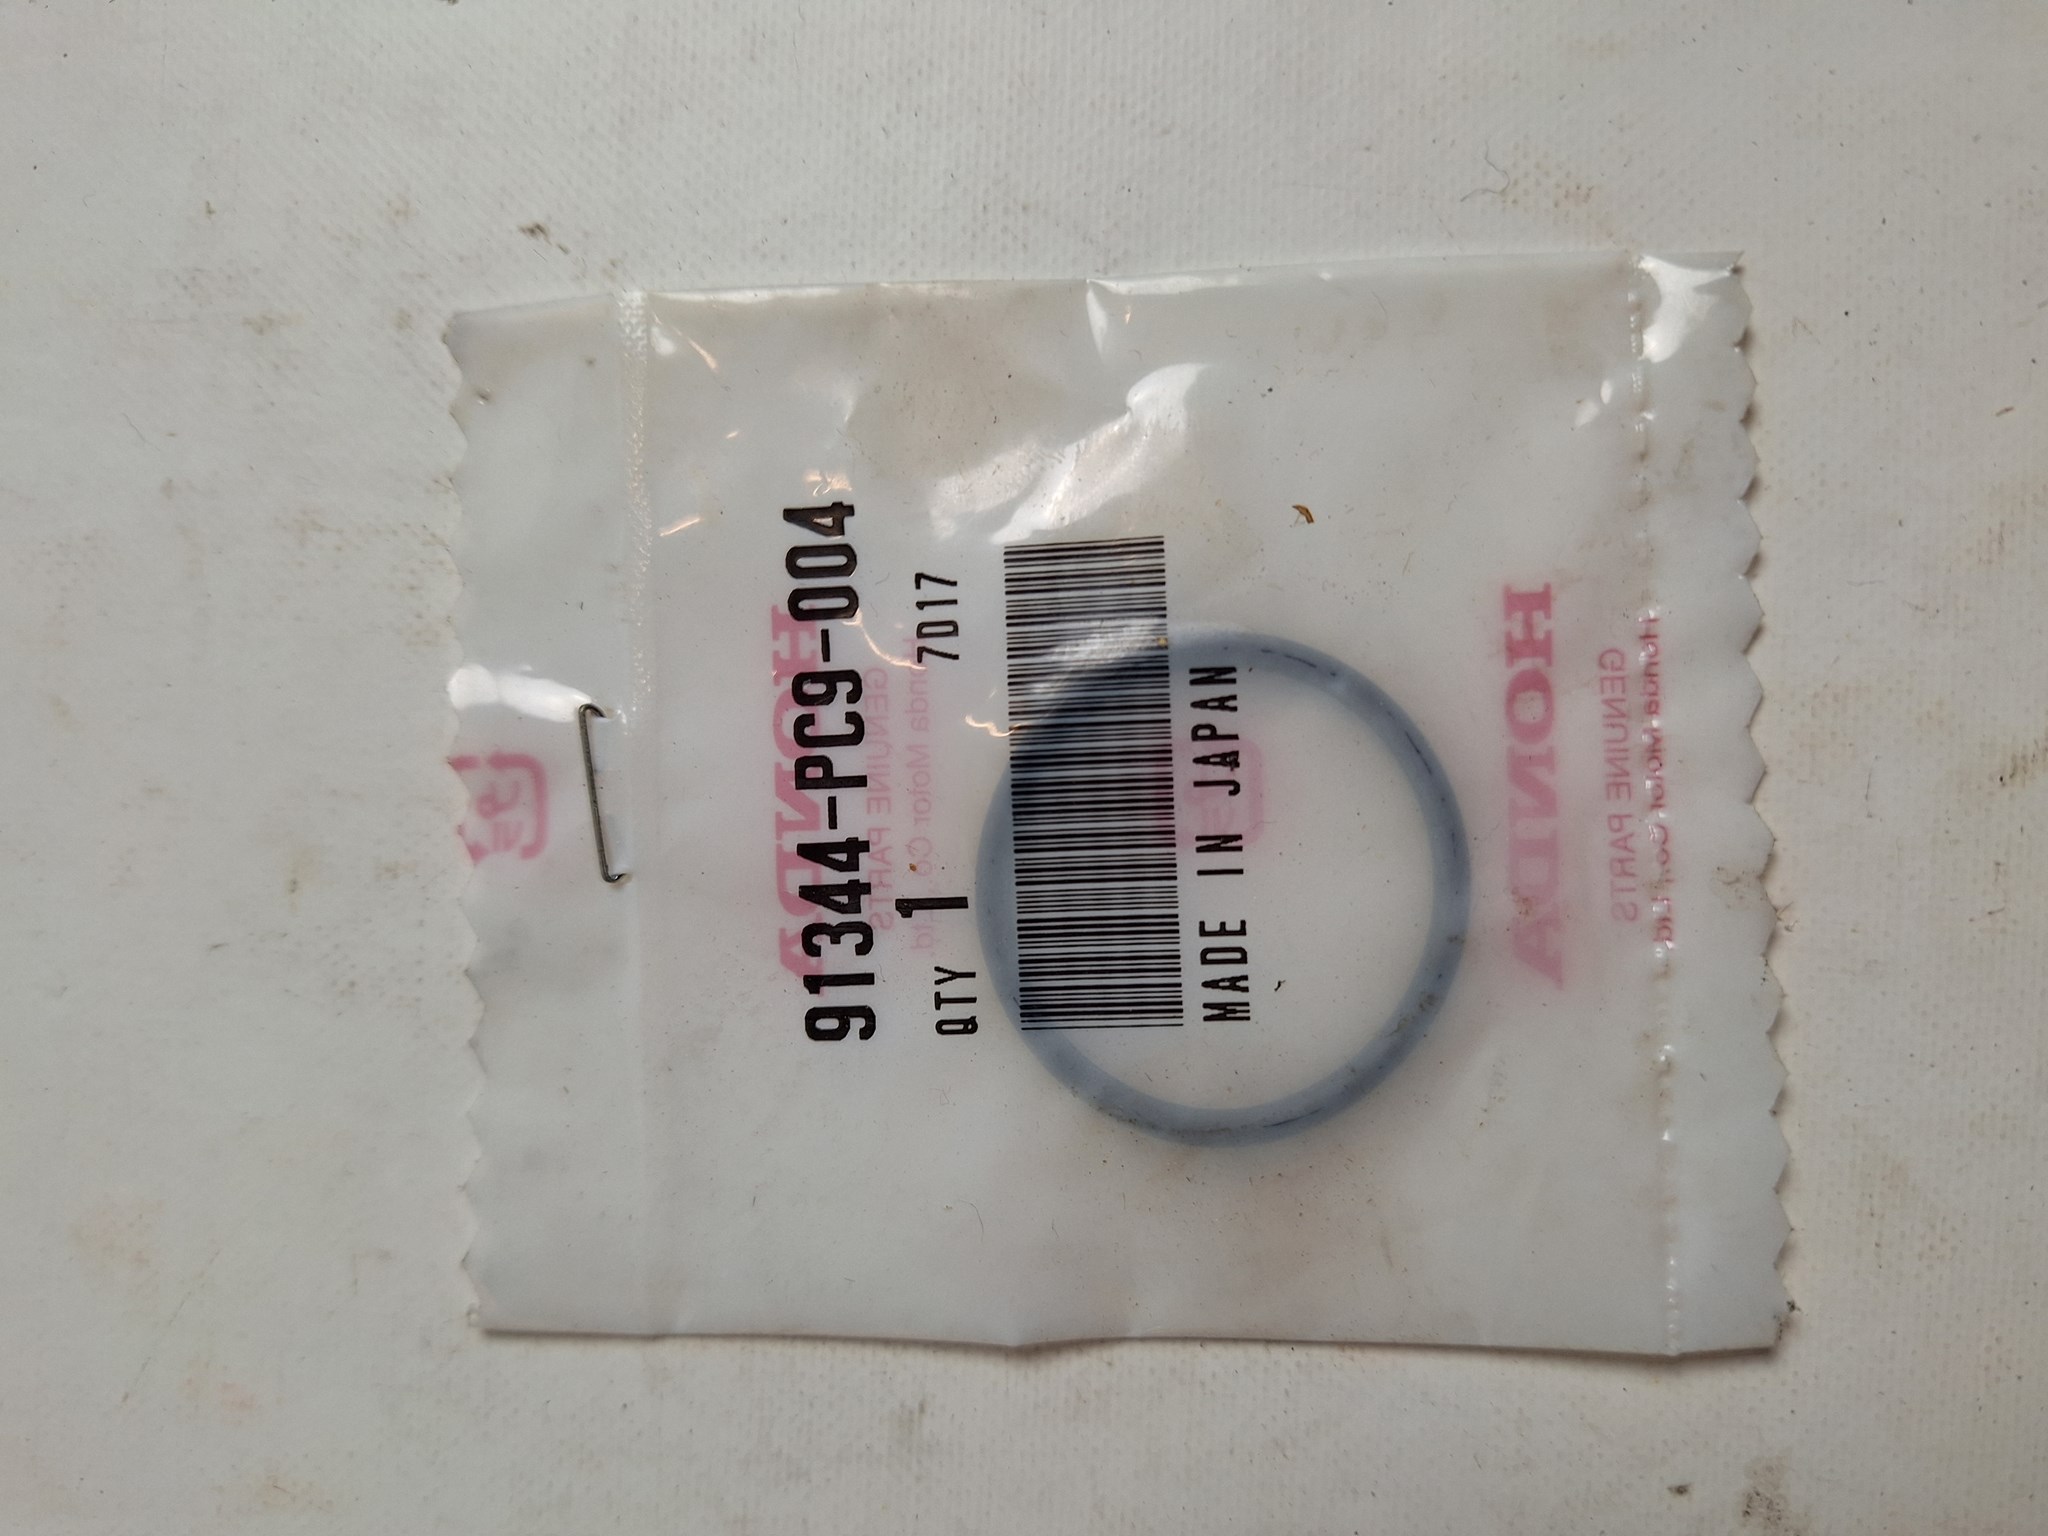 91344-PC9-004
QTY 1 7D17
MADE IN JAPAN
HONDA
GENUINE PARTS
Honda Motor Co., Ltd.
HONDA
GENUINE PARTS
Honda Motor Co., Ltd.